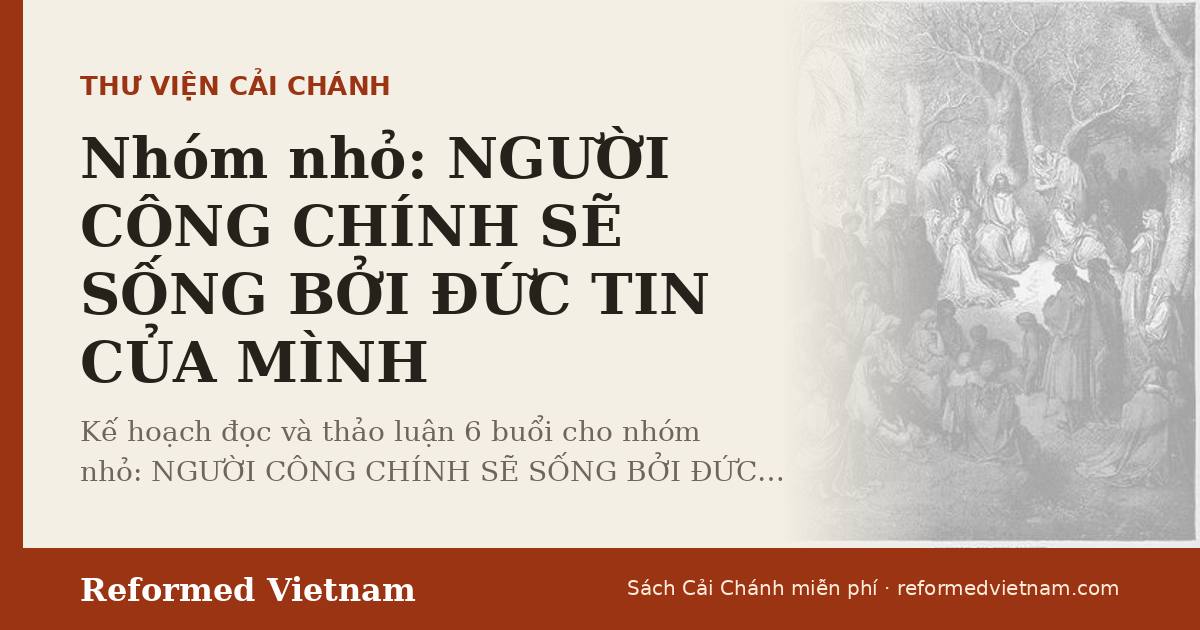 THƯ VIỆN CẢI CHÁNH
Nhóm nhỏ: NGƯỜI
CÔNG CHÍNH SẼ
SỐNG BỞI ĐỨC TIN
CỦA MÌNH
Kế hoạch đọc và thảo luận 6 buổi cho nhóm
nhỏ: NGƯỜI CÔNG CHÍNH SẼ SỐNG BỞI ĐỨC…
Reformed Vietnam
Sách Cải Chánh miễn phí · reformedvietnam.com